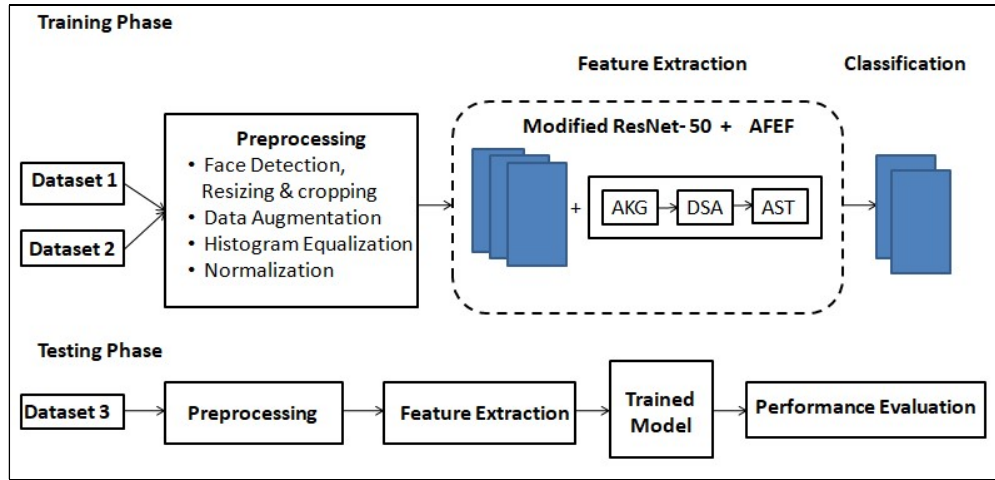 Training Phase
Feature Extraction
Classification
Modified ResNet-50 + AFEF
Preprocessing
• Face Detection,
Resizing & cropping
• Data Augmentation
• Histogram Equalization
• Normalization
Dataset 1
Dataset 2
+
AKG
DSA
AST
Testing Phase
Dataset 3
Preprocessing
Feature Extraction
Trained
Model
Performance Evaluation